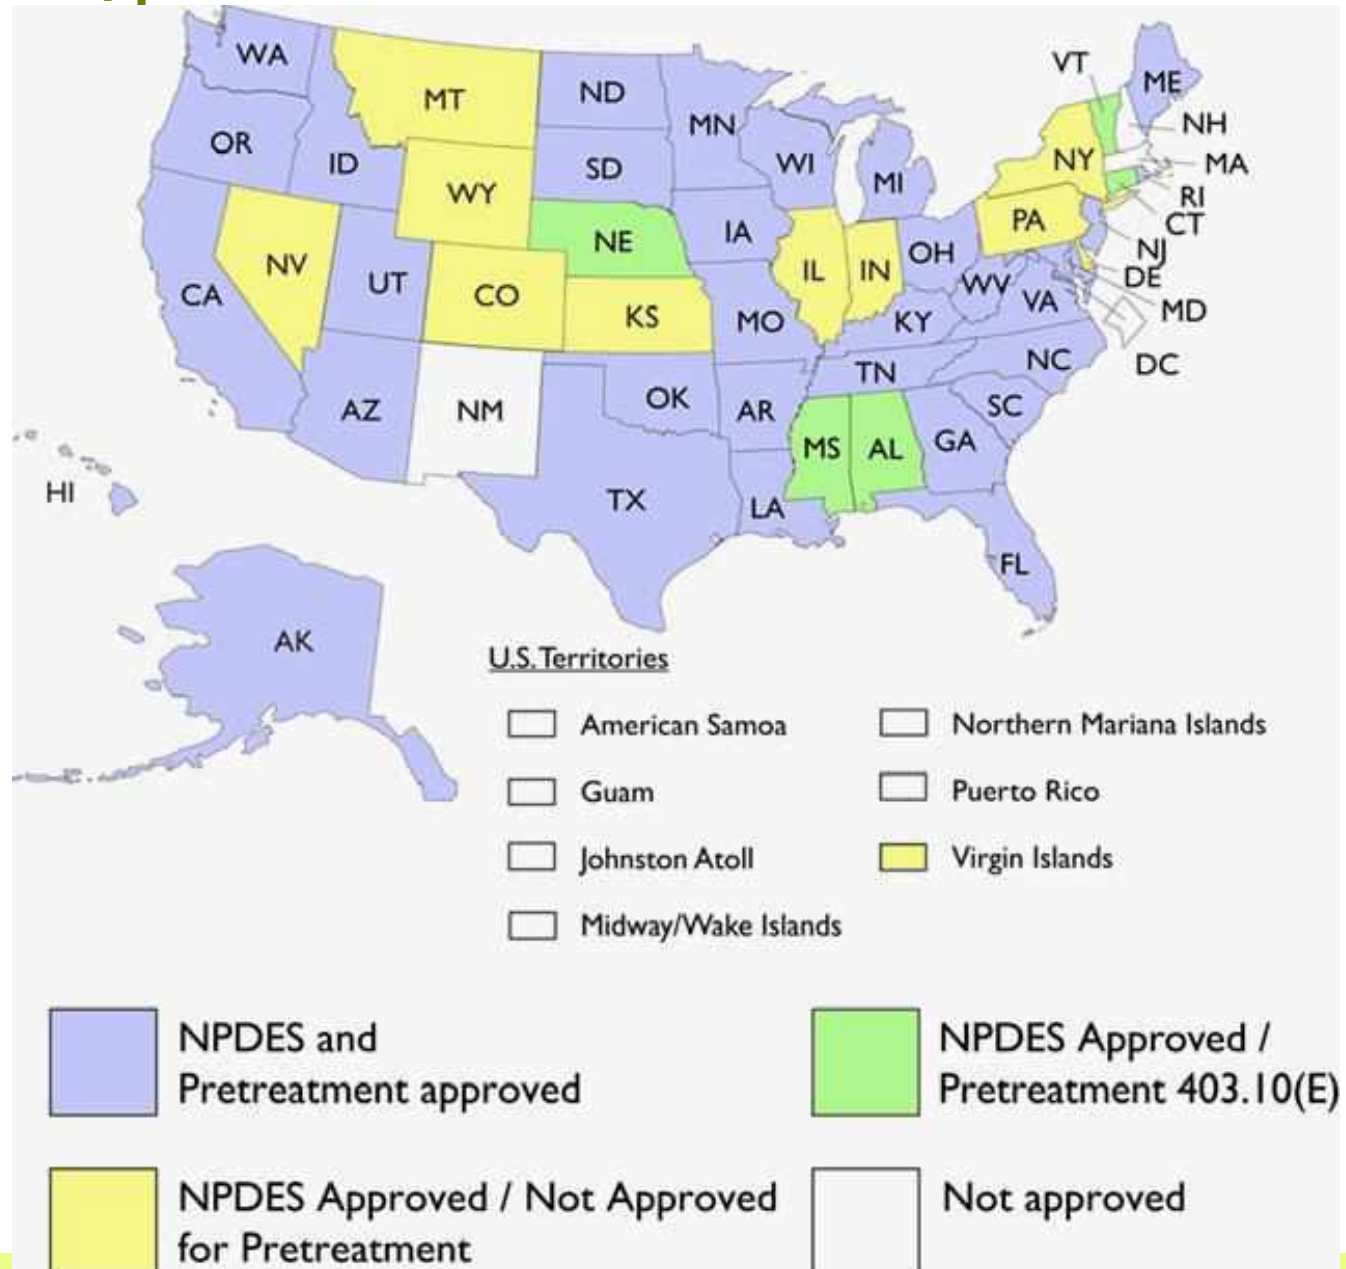 WA
MT
ND
MN
VT
ME
NH
OR
ID
SD
WI
MI
NY
MA
WY
RI
CT
NE
IA
PA
NJ
NV
UT
CO
IL
IN
OH
DE
CA
KS
MO
WV
VA
MD
KY
DC
AZ
NM
OK
AR
TN
NC
SC
MS
AL
GA
HI
TX
LA
FL
AK
U.S. Territories
American Samoa
Northern Mariana Islands
Guam
Puerto Rico
Johnston Atoll
Virgin Islands
Midway/Wake Islands
NPDES and
Pretreatment approved
NPDES Approved /
Pretreatment 403.10(E)
NPDES Approved / Not Approved
for Pretreatment
Not approved